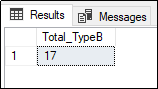 Results Messages
Total_TypeB
1 17